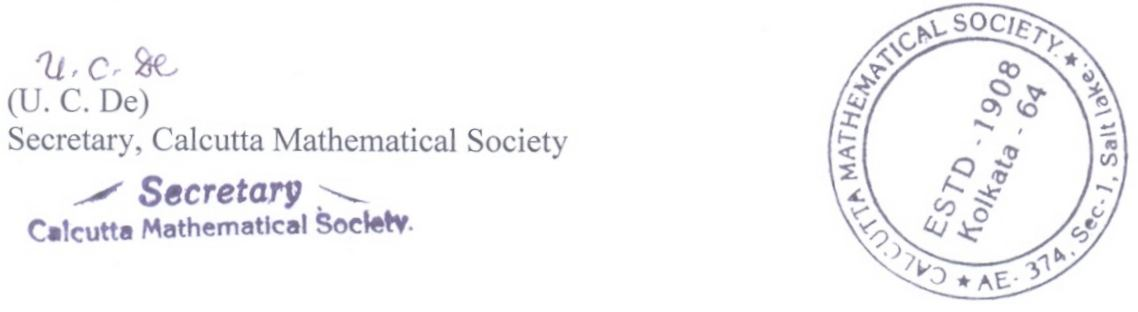 U. C. De
(U. C. De)
Secretary, Calcutta Mathematical Society
Secretary
Calcutta Mathematical Society.
CALCUTTA MATHEMATICAL SOCIETY. ★ AE- 374, Sec-1, Salt lake. ★
ESTD - 1908
Kolkata - 64